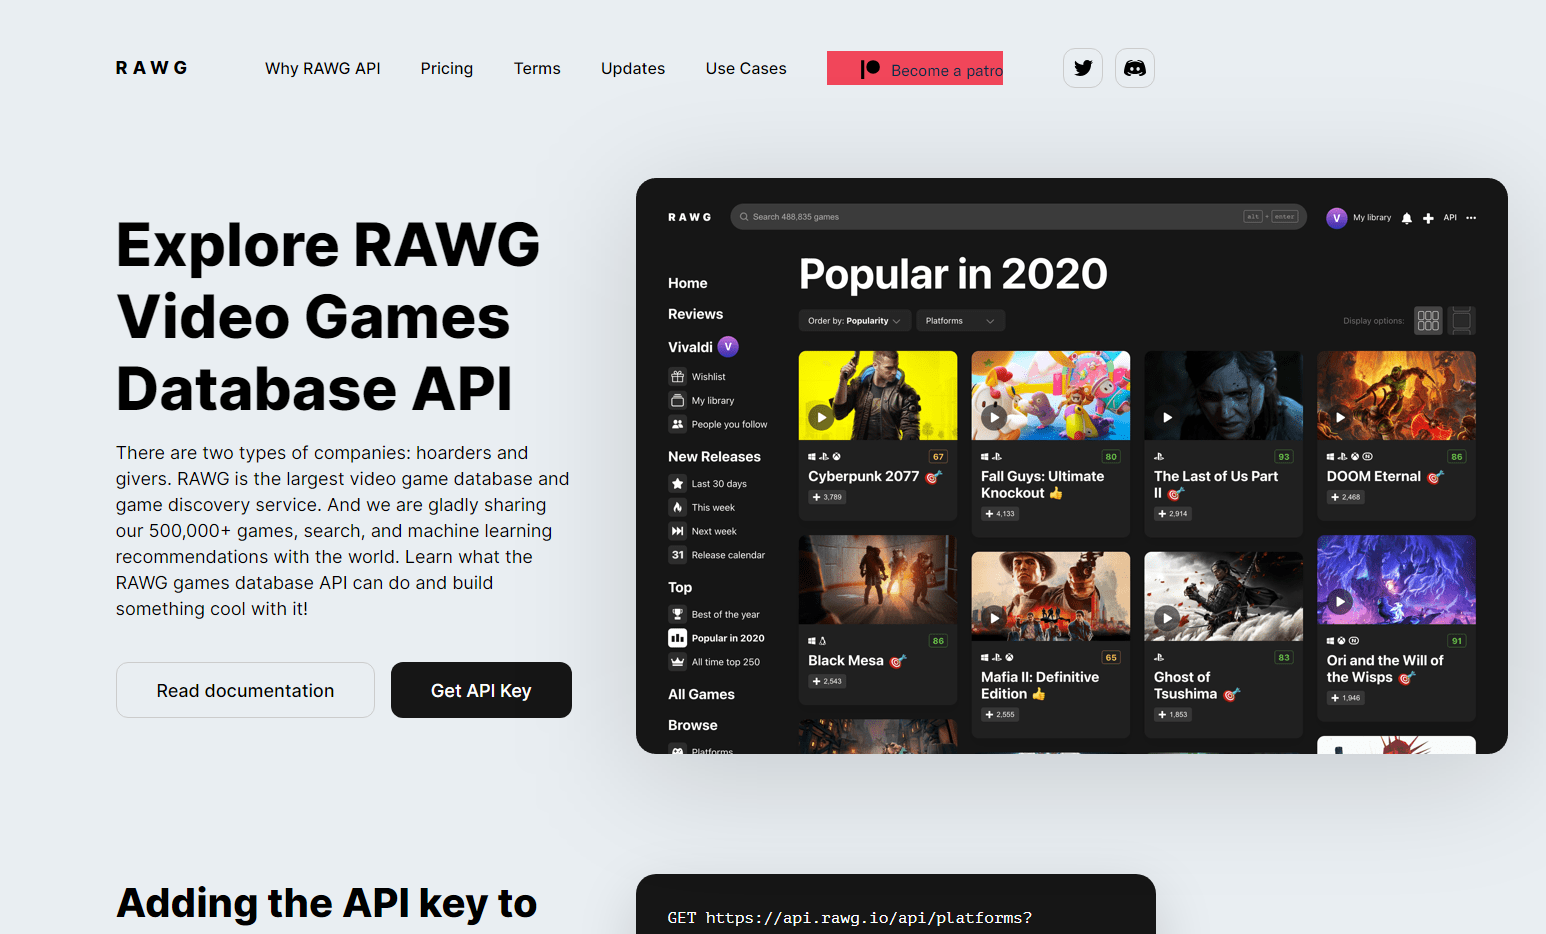 RAWG
Why RAWG API
Pricing
Terms
Updates
Use Cases
Become a patro
Explore RAWG
Video Games
Database API
There are two types of companies: hoarders and
givers. RAWG is the largest video game database and
game discovery service. And we are gladly sharing
our 500,000+ games, search, and machine learning
recommendations with the world. Learn what the
RAWG games database API can do and build
something cool with it!
Read documentation
Get API Key
RAWG
Search 488,835 games
alt + enter
V
My library
API
Home
Reviews
Vivaldi V
Wishlist
My library
People you follow
New Releases
Last 30 days
This week
Next week
31 Release calendar
Top
Best of the year
Popular in 2020
All time top 250
All Games
Browse
Platforms
Popular in 2020
Order by: Popularity
Platforms
Display options:
67
Cyberpunk 2077
3,789
80
Fall Guys: Ultimate
Knockout
4,133
93
The Last of Us Part
II
2,914
86
DOOM Eternal
2,468
86
Black Mesa
2,543
65
Mafia II: Definitive
Edition
2,555
83
Ghost of
Tsushima
1,853
91
Ori and the Will of
the Wisps
1,946
Adding the API key to
GET https://api.rawg.io/api/platforms?